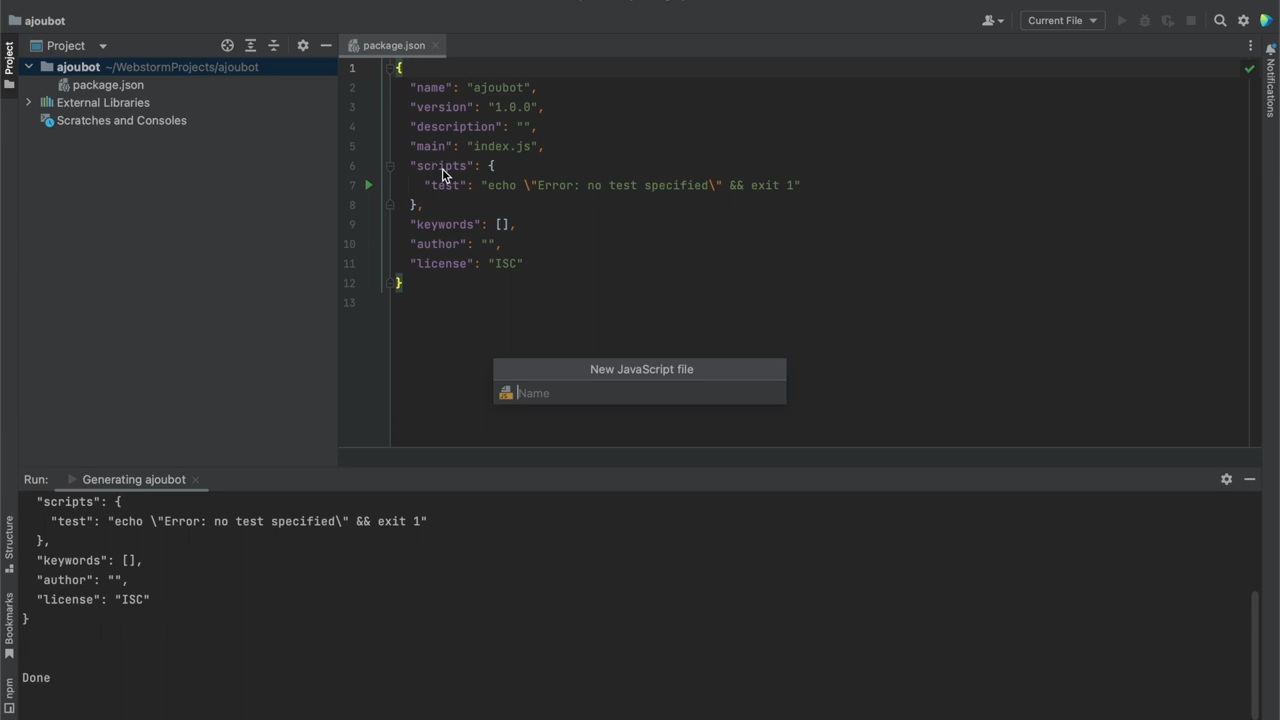 ajoubot
Current File
Project
package.json
ajoubot ~/WebstormProjects/ajoubot
package.json
External Libraries
Scratches and Consoles
Project
Notifications
1 {
2 "name": "ajoubot",
3 "version": "1.0.0",
4 "description": "",
5 "main": "index.js",
6 "scripts": {
7 "test": "echo \"Error: no test specified\" && exit 1"
8 },
9 "keywords": [],
10 "author": "",
11 "license": "ISC"
12 }
13
New JavaScript file
JS Name
Run: Generating ajoubot
"scripts": {
"test": "echo \"Error: no test specified\" && exit 1"
},
"keywords": [],
"author": "",
"license": "ISC"
}
Done
Structure
Bookmarks
npm